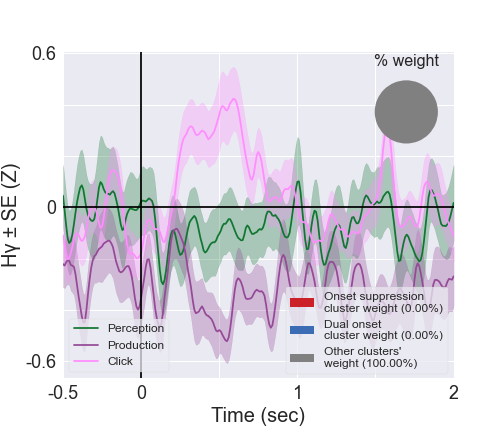 % weight
0.6
0
-0.6
Hγ ± SE (Z)
Perception
Production
Click
Onset suppression
cluster weight (0.00%)
Dual onset
cluster weight (0.00%)
Other clusters'
weight (100.00%)
-0.5
0
1
2
Time (sec)